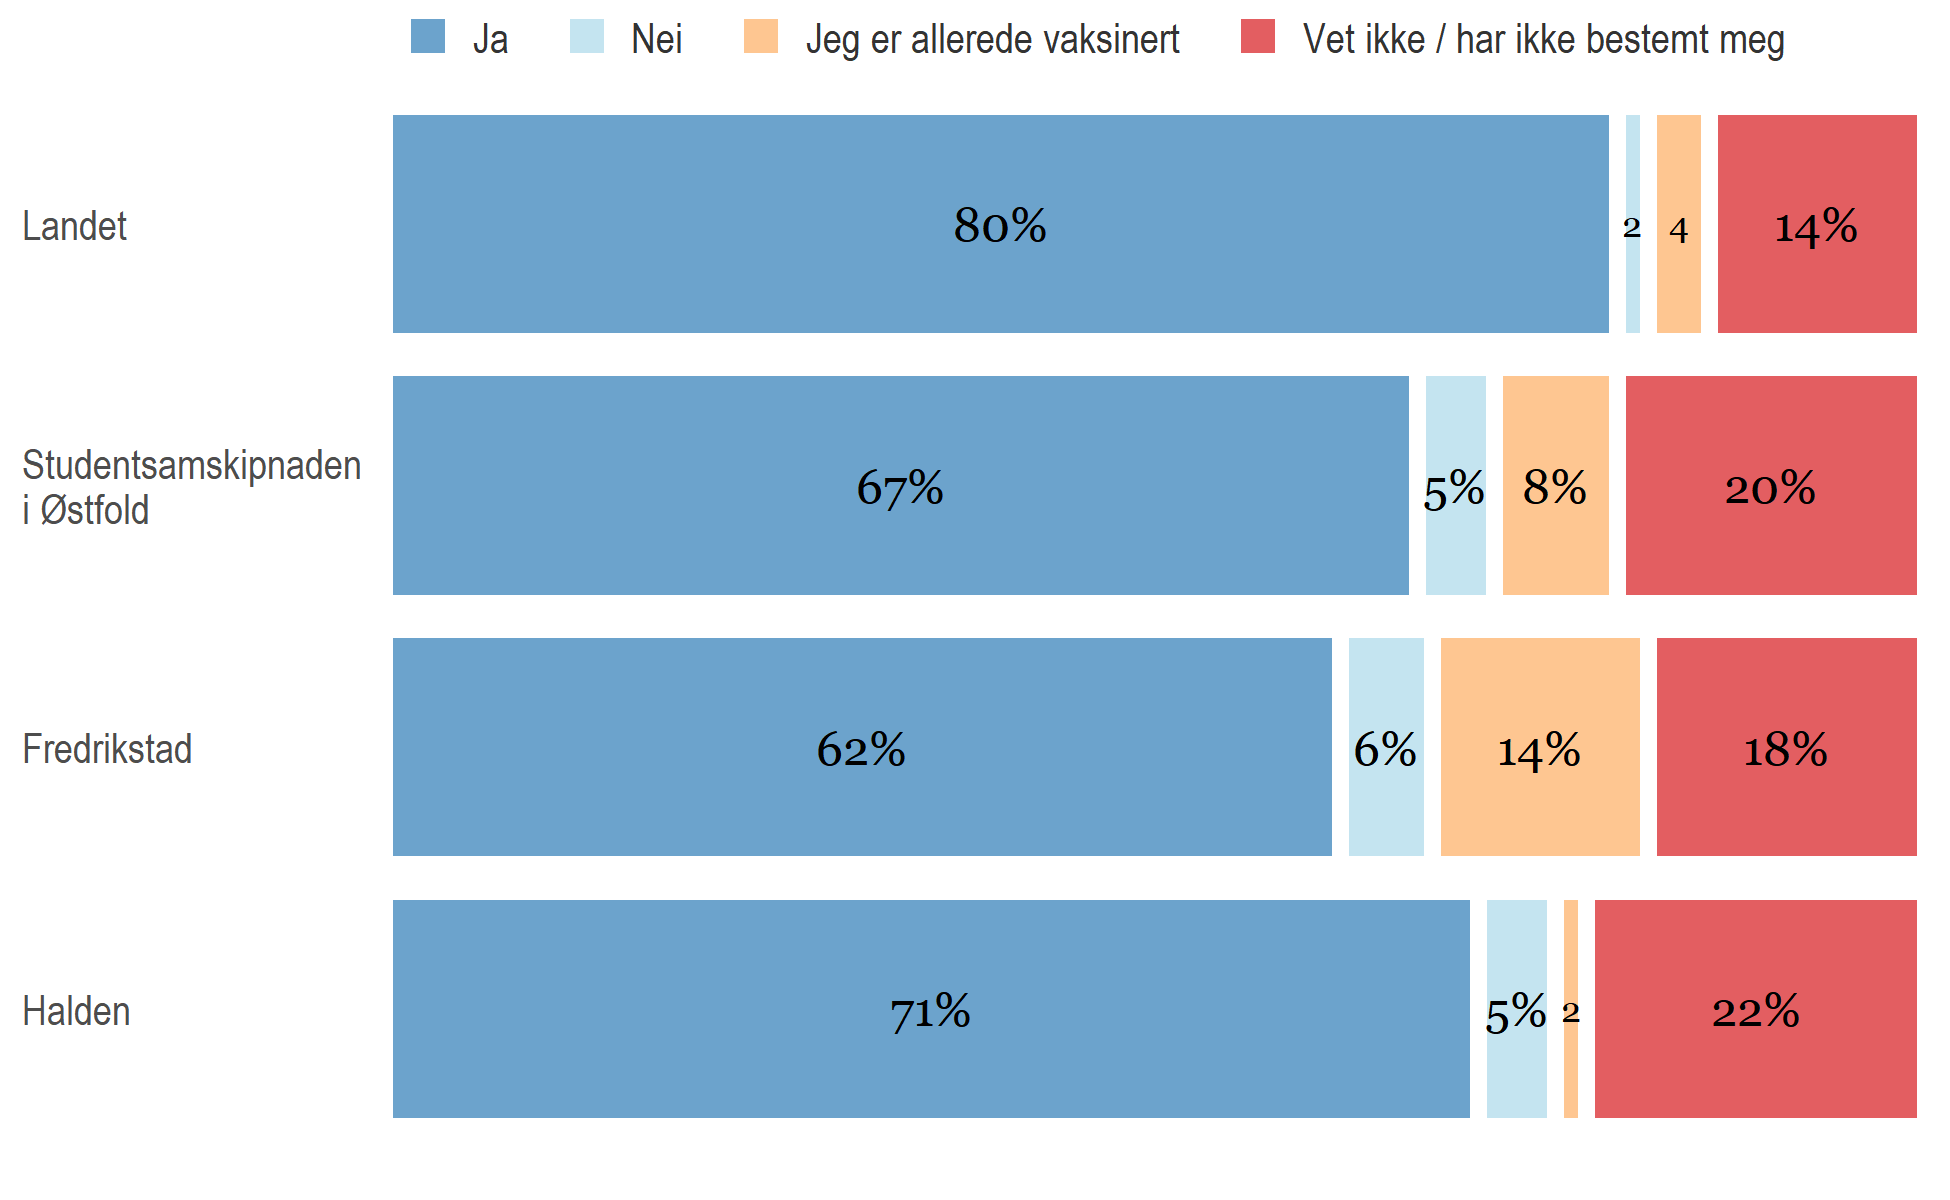 Ja Nei Jeg er allerede vaksinert Vet ikke / har ikke bestemt meg
Landet 80% 2 4 14%
Studentsamskipnaden
i Østfold 67% 5% 8% 20%
Fredrikstad 62% 6% 14% 18%
Halden 71% 5% 2 22%